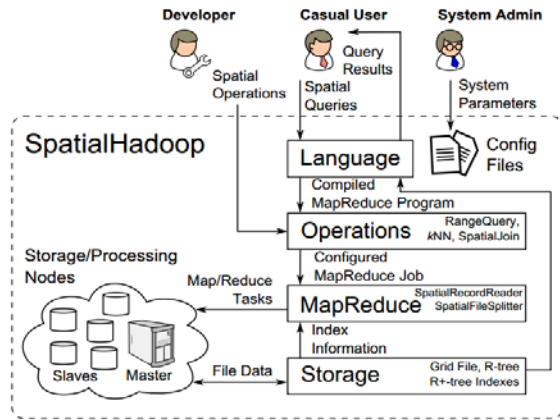 Developer
Casual User
System Admin
Spatial
Operations
Query
Results
Spatial
Queries
System
Parameters
SpatialHadoop
Language
Config
Files
Compiled
MapReduce Program
Operations
RangeQuery,
kNN, SpatialJoin
Storage/Processing
Nodes
Configured
MapReduce Job
Map/Reduce
Tasks
MapReduce
SpatialRecordReader
SpatialFileSplitter
Index
Information
Slaves
Master
File Data
Storage
Grid File, R-tree
R+-tree Indexes